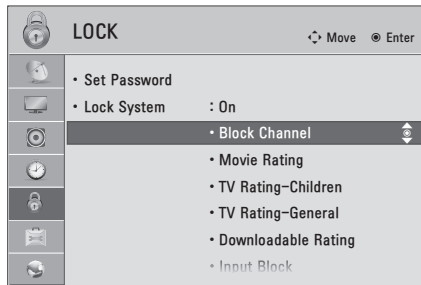 LOCK
Move
Enter
• Set Password
• Lock System : On
• Block Channel
• Movie Rating
• TV Rating-Children
• TV Rating-General
• Downloadable Rating
• Input Block